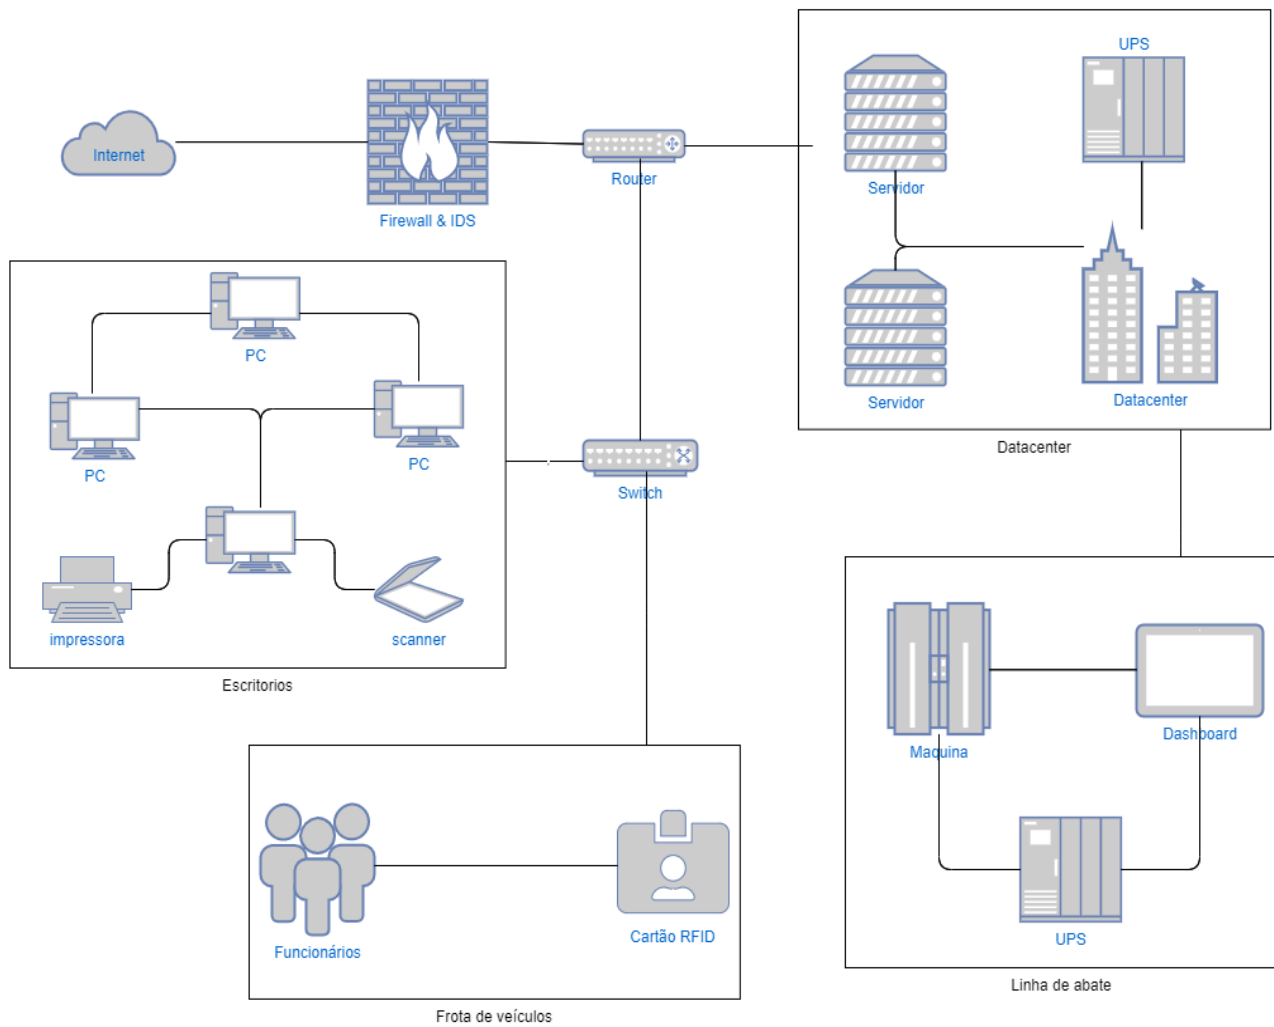 UPS
Internet
Router
Servidor
Firewall & IDS
PC
Datacenter
Servidor
Datacenter
PC
PC
Switch
impressora
scanner
Escritorios
Maquina
Dashboard
Funcionários
Cartão RFID
UPS
Linha de abate
Frota de veículos